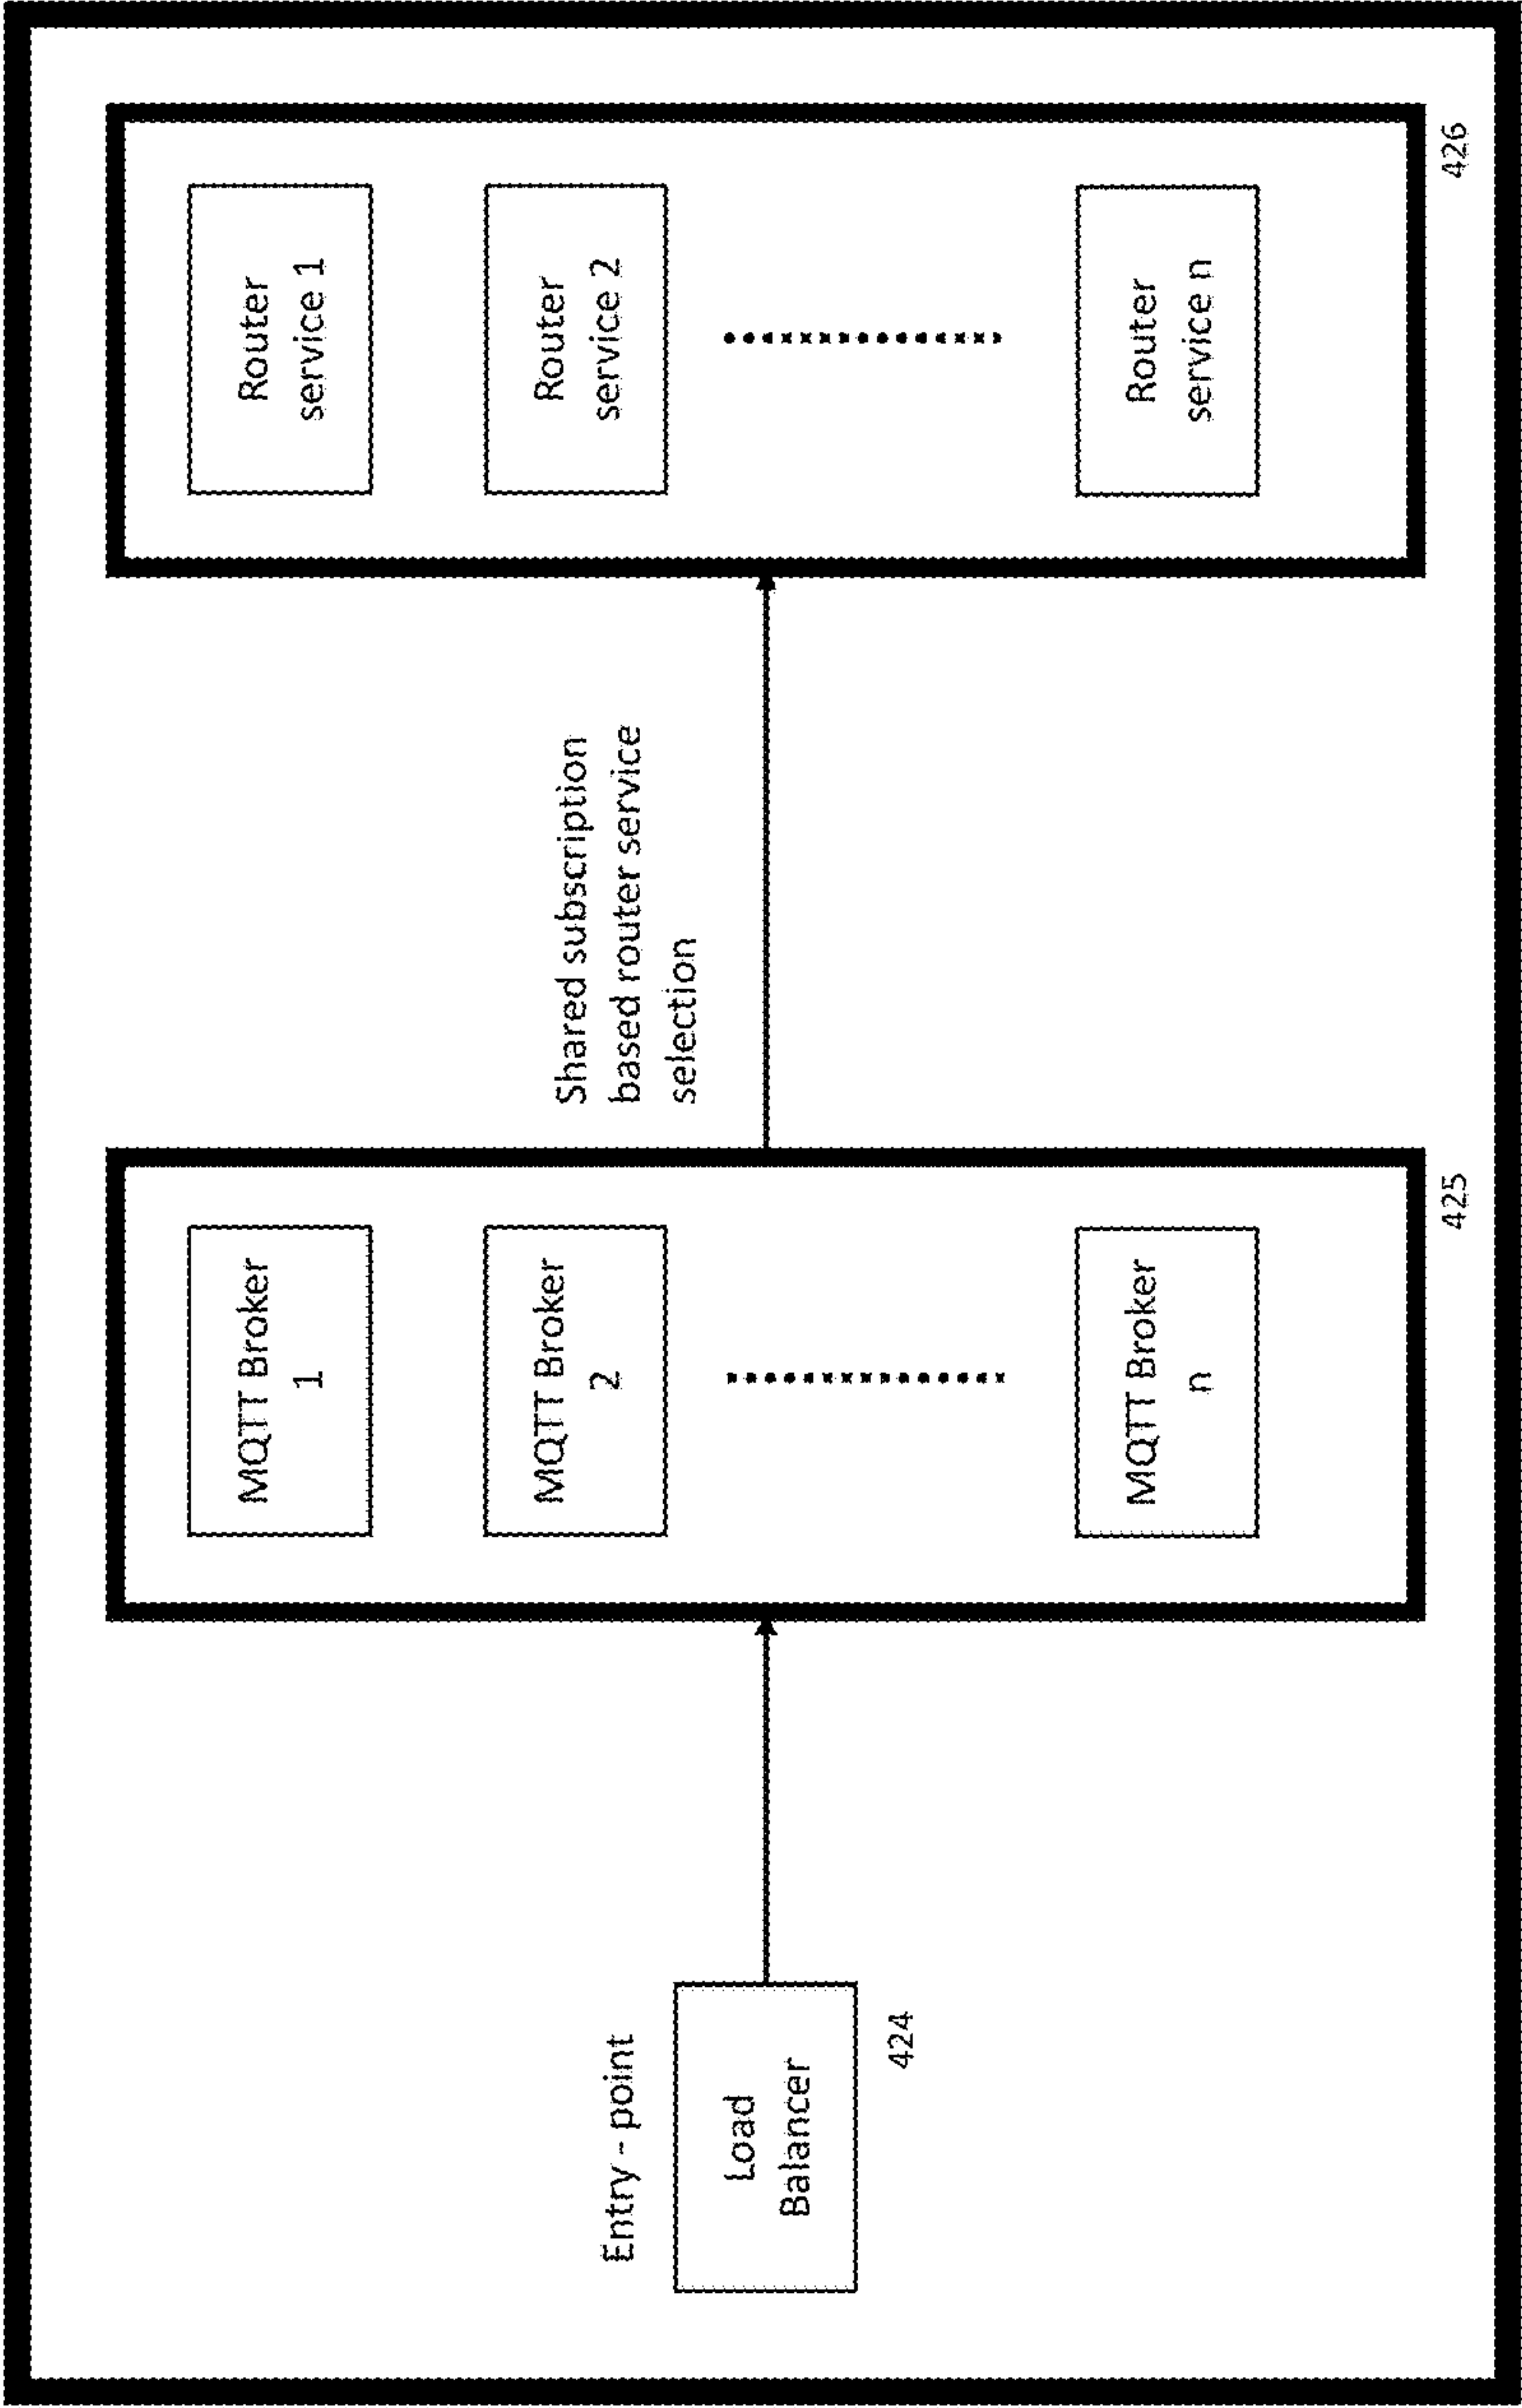 Entry - point
Load
Balancer
424
MQTT Broker
1
MQTT Broker
2
MQTT Broker
n
425
Shared subscription
based router service
selection
Router
service 1
Router
service 2
Router
service n
426